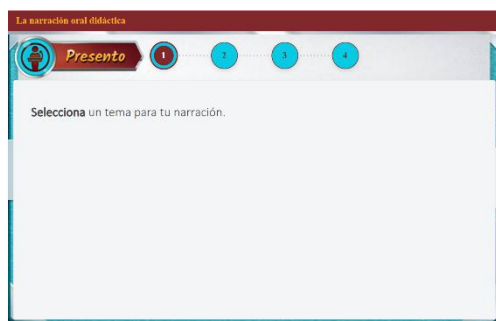 La narración oral didáctica
Presento 1 2 3 4
Selecciona un tema para tu narración.